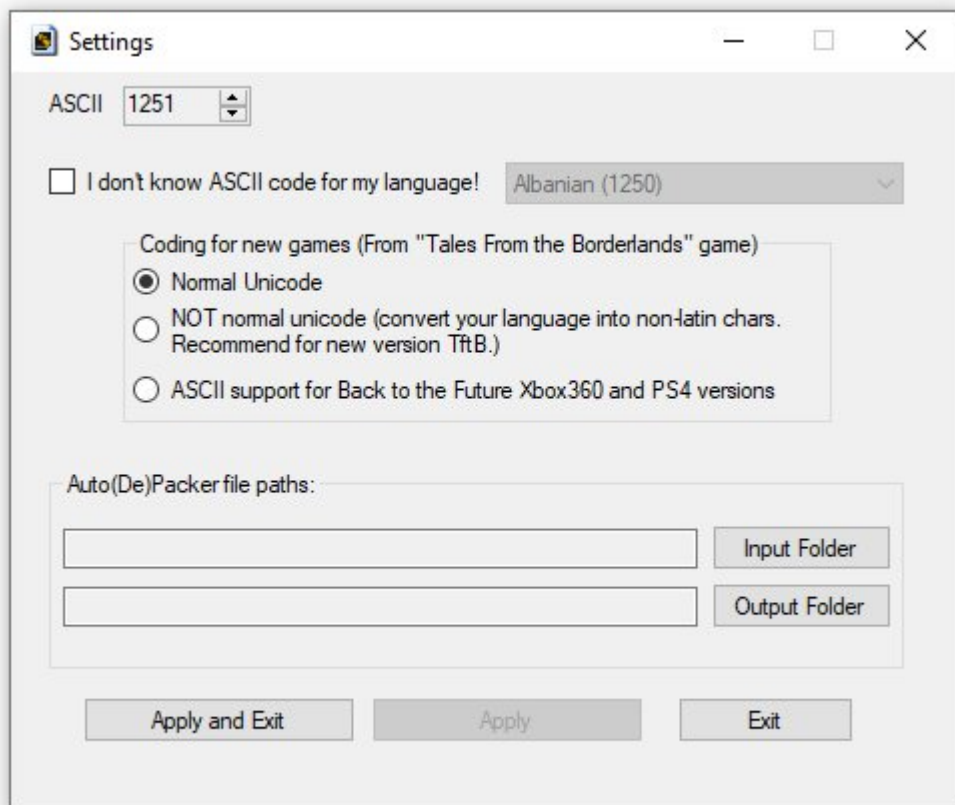 Settings
ASCII 1251
I don't know ASCII code for my language! Albanian (1250)
Coding for new games (From "Tales From the Borderlands" game)
Normal Unicode
NOT normal unicode (convert your language into non-latin chars.
Recommend for new version TftB.)
ASCII support for Back to the Future Xbox360 and PS4 versions
Auto(De)Packer file paths:
Input Folder
Output Folder
Apply and Exit Apply Exit